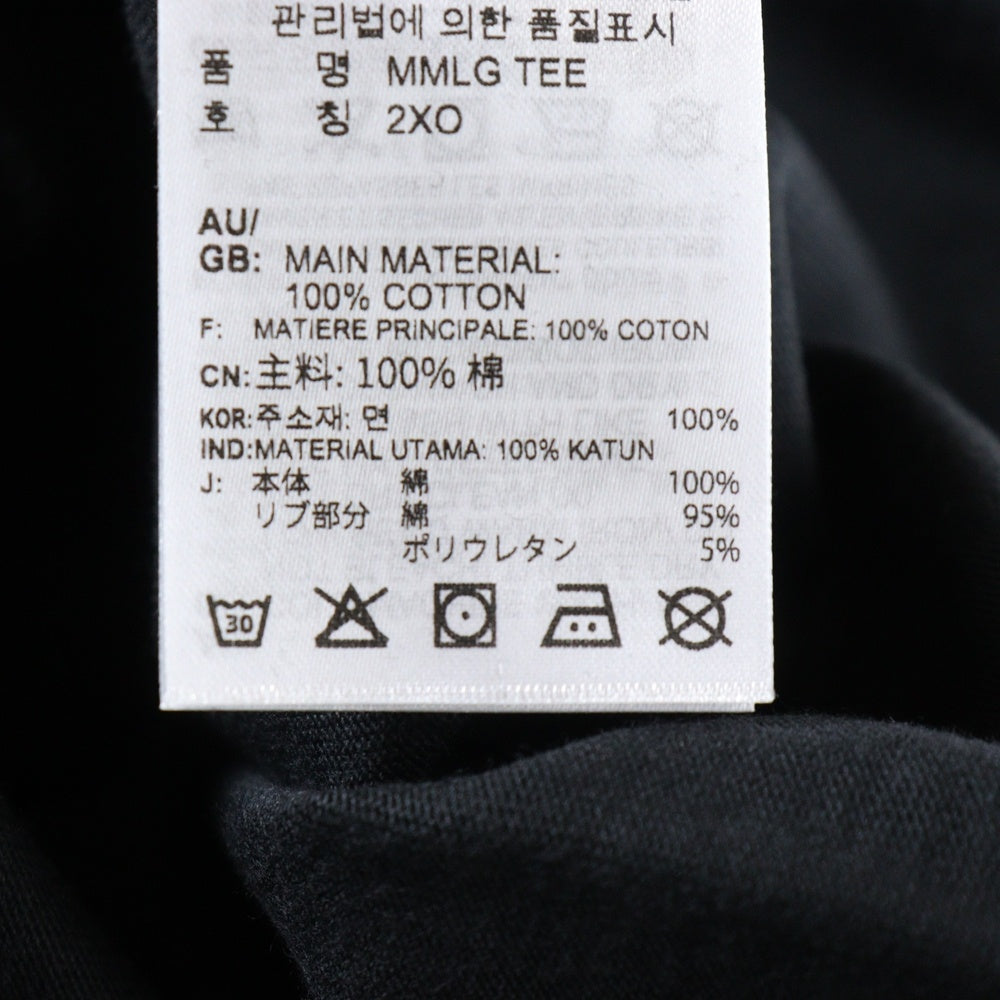 관리법에 의한 품질표시
품 명 MMLG TEE
호 칭 2XO
AU/
GB: MAIN MATERIAL:
100% COTTON
F: MATIERE PRINCIPALE: 100% COTON
CN: 主料: 100% 棉
KOR: 주소재: 면 100%
IND: MATERIAL UTAMA: 100% KATUN
J: 本体 綿 100%
リブ部分 綿 95%
ポリウレタン 5%
30